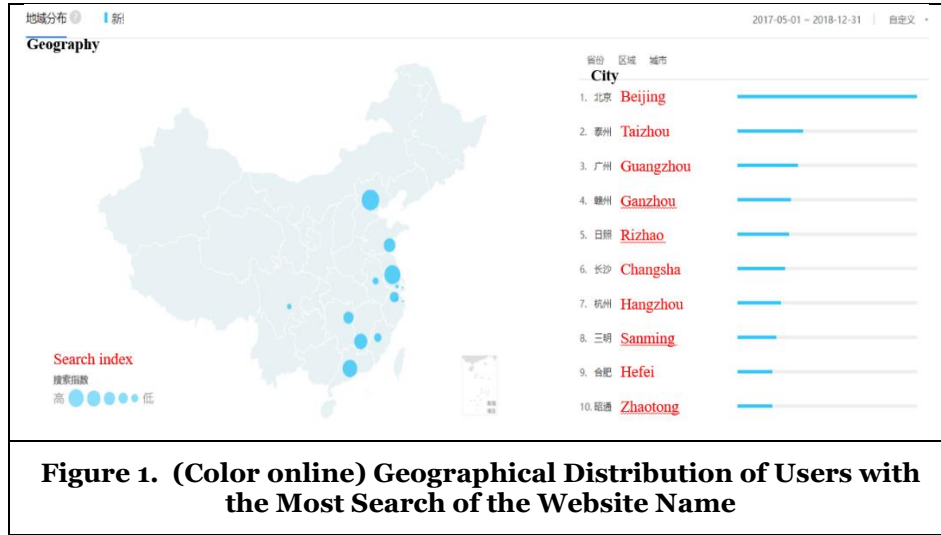 地域分布 ? 新 2017-05-01 ~ 2018-12-31 | 自定义
Geography
省份 区域 城市
City
1. 北京 Beijing
2. 泰州 Taizhou
3. 广州 Guangzhou
4. 赣州 Ganzhou
5. 日照 Rizhao
6. 长沙 Changsha
7. 杭州 Hangzhou
8. 三明 Sanming
9. 合肥 Hefei
10. 昭通 Zhaotong
Search index
搜索指数
高 低
Figure 1. (Color online) Geographical Distribution of Users with
the Most Search of the Website Name